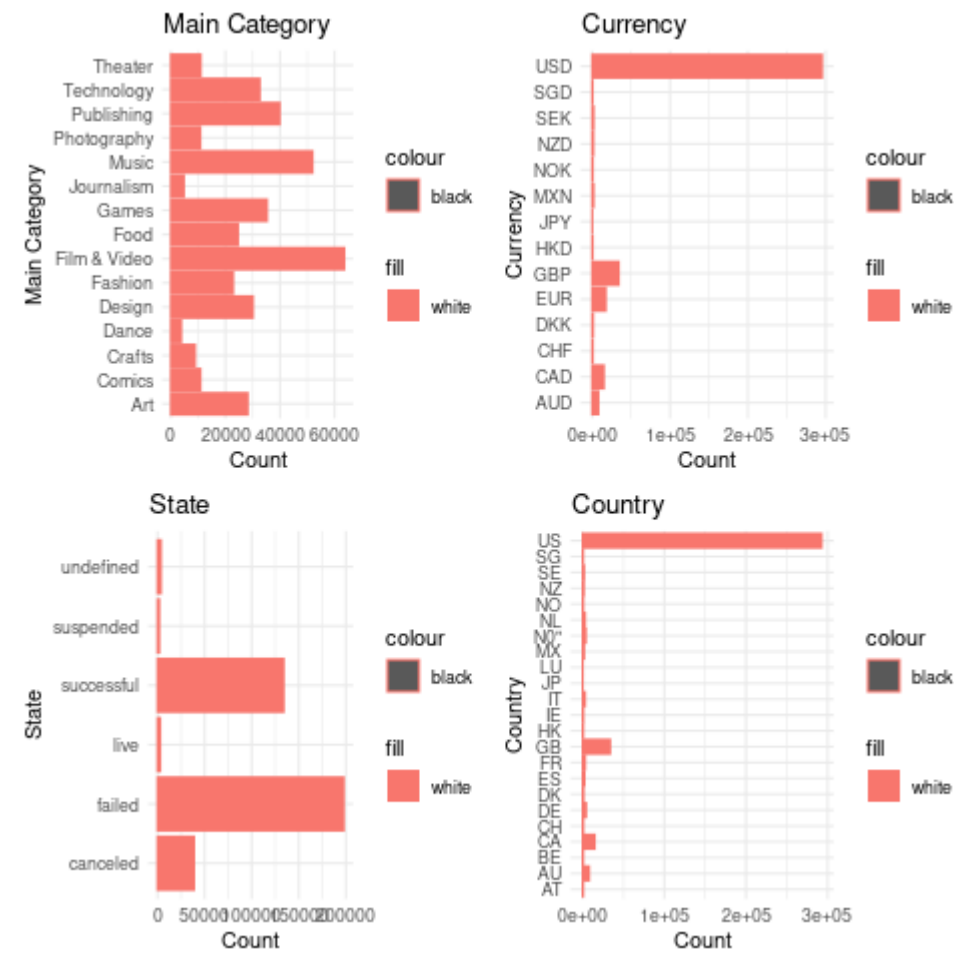 Main Category
Main Category
Theater
Technology
Publishing
Photography
Music
Journalism
Games
Food
Film & Video
Fashion
Design
Dance
Crafts
Comics
Art
0 20000 40000 60000
Count
colour
black
fill
white
Currency
Currency
USD
SGD
SEK
NZD
NOK
MXN
JPY
HKD
GBP
EUR
DKK
CHF
CAD
AUD
0e+00 1e+05 2e+05 3e+05
Count
colour
black
fill
white
State
State
undefined
suspended
successful
live
failed
canceled
0 50000 100000 150000 200000
Count
colour
black
fill
white
Country
Country
US
SG
SE
NZ
NO
NL
N0"
MX
LU
JP
IT
IE
HK
GB
FR
ES
DK
DE
CH
CA
BE
AU
AT
0e+00 1e+05 2e+05 3e+05
Count
colour
black
fill
white